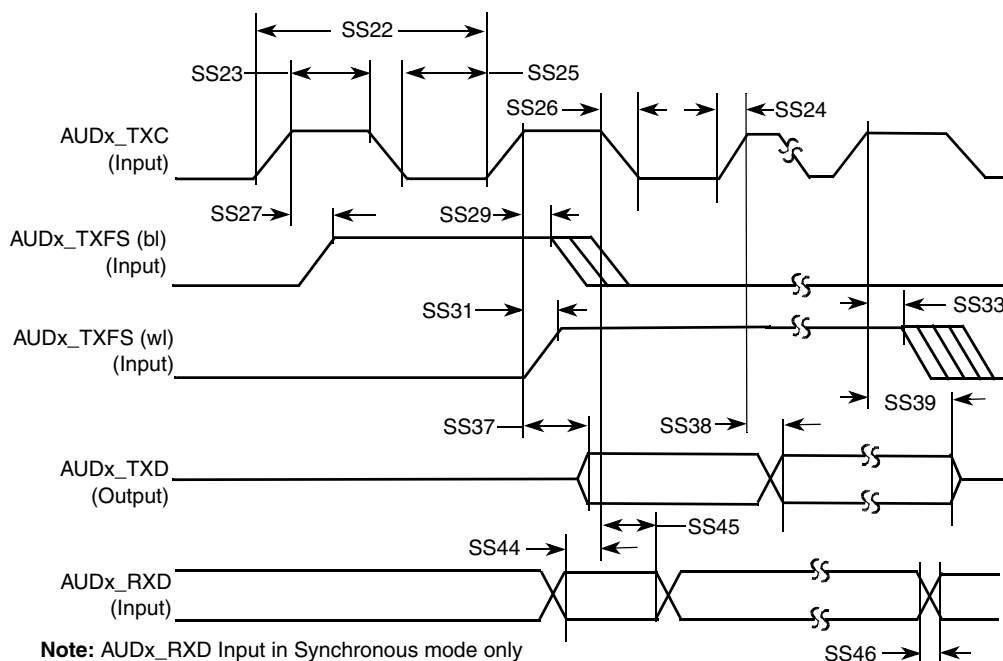 SS22
SS23
SS25
SS26
SS24
AUDx_TXC
(Input)
SS27
SS29
AUDx_TXFS (bl)
(Input)
SS31
SS33
AUDx_TXFS (wl)
(Input)
SS39
SS37
SS38
AUDx_TXD
(Output)
SS45
SS44
AUDx_RXD
(Input)
Note: AUDx_RXD Input in Synchronous mode only
SS46